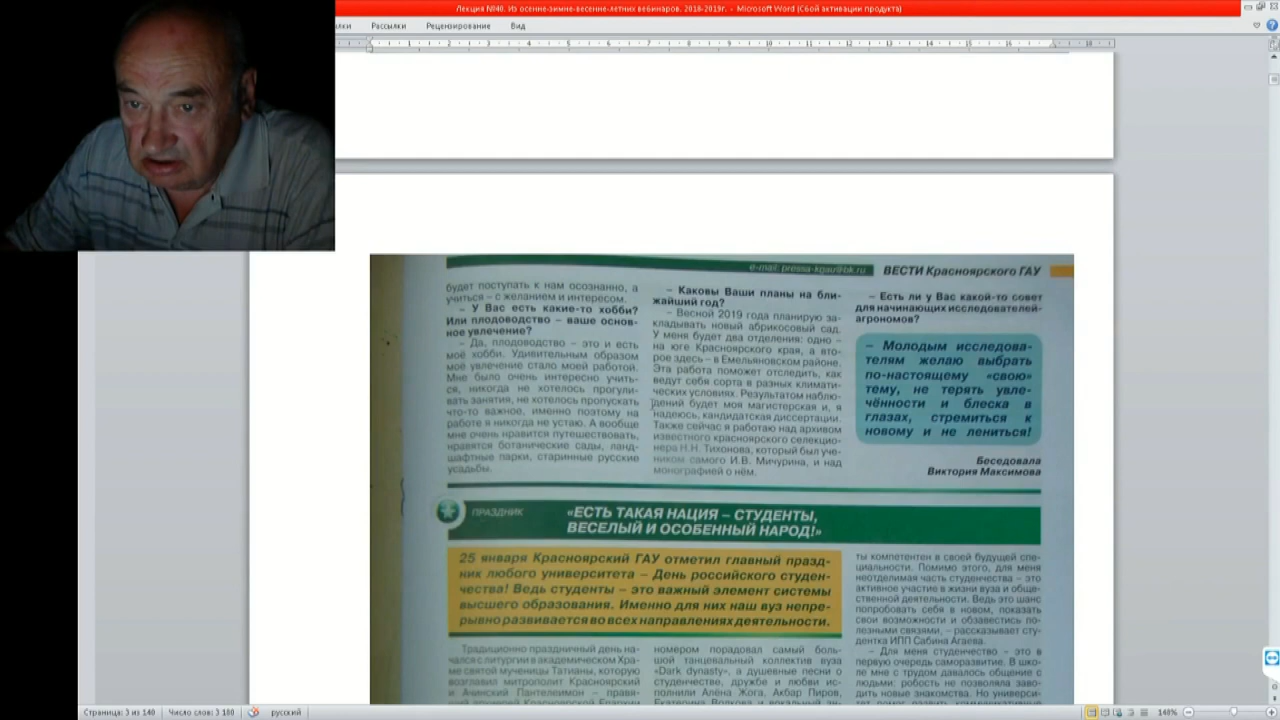 Лекция №40. Из осенне-зимне-весенне-летних вебинаров. 2018-2019г. - Microsoft Word (Сбой активации продукта)
Рассылки
Рецензирование
Вид
e-mail: pressa-kgau@ok.ru
ВЕСТИ Красноярского ГАУ
будет поступать к нам осознанно, а
учиться – с желанием и интересом.
– У Вас есть какие-то хобби?
Или плодоводство – ваше основ-
ное увлечение?
– Да, плодоводство – это и есть
моё хобби. Удивительным образом
моё увлечение стало моей работой.
Мне было очень интересно учить-
ся, никогда не хотелось прогули-
вать занятия, не хотелось пропускать
что-то важное, именно поэтому на
работе я никогда не устаю. А вообще
мне очень нравится путешествовать,
нравятся ботанические сады, ланд-
шафтные парки, старинные русские
усадьбы.
– Каковы Ваши планы на бли-
жайший год?
– Весной 2019 года планирую за-
кладывать новый абрикосовый сад.
У меня будет два отделения: одно –
на юге Красноярского края, а вто-
рое здесь – в Емельяновском районе.
Эта работа поможет отследить, как
ведут себя сорта в разных климати-
ческих условиях. Результатом наблю-
дений будет моя магистерская и, я
надеюсь, кандидатская диссертации.
Также сейчас я работаю над архивом
известного красноярского селекцио-
нера Н.Н. Тихонова, который был уче-
ником самого И.В. Мичурина, и над
монографией о нём.
– Есть ли у Вас какой-то совет
для начинающих исследователей-
агрономов?
– Молодым исследова-
телям желаю выбрать
по-настоящему «свою»
тему, не терять увле-
чённости и блеска в
глазах, стремиться к
новому и не лениться!
Беседовала
Виктория Максимова
ПРАЗДНИК
«ЕСТЬ ТАКАЯ НАЦИЯ – СТУДЕНТЫ,
ВЕСЕЛЫЙ И ОСОБЕННЫЙ НАРОД!»
25 января Красноярский ГАУ отметил главный празд-
ник любого университета – День российского студен-
чества! Ведь студенты – это важный элемент системы
высшего образования. Именно для них наш вуз непре-
рывно развивается во всех направлениях деятельности.
Традиционно праздничный день на-
чался с литургии в академическом Хра-
ме святой мученицы Татианы, которую
возглавил митрополит Красноярский
и Ачинский Пантелеимон – правя-
номером порадовал самый боль-
шой танцевальный коллектив вуза
«Dark dynasty», а душевные песни о
студенчестве, дружбе и любви ис-
полнили Алёна Жога, Акбар Пиров,
ты компетентен в своей будущей спе-
циальности. Помимо этого, для меня
неотделимая часть студенчества – это
активное участие в жизни вуза и обще-
ственной деятельности. Ведь это шанс
попробовать себя в новом, показать
свои возможности и обзавестись по-
лезными связями, – рассказывает сту-
дентка ИПП Сабина Агаева.
– Для меня студенчество – это в
первую очередь саморазвитие. В шко-
ле мне с трудом давалось общение с
людьми: робость не позволяла заво-
дить новые знакомства. Но универси-
Страница: 3 из 140
Число слов: 3 180
русский
140%